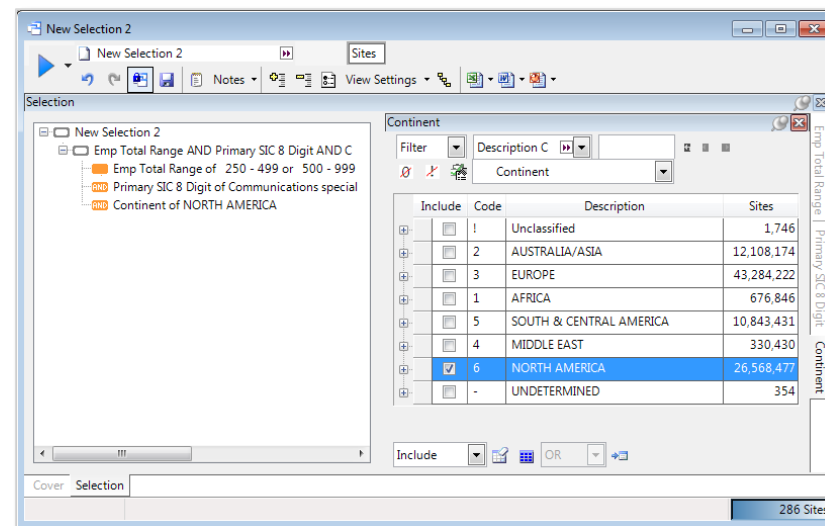 New Selection 2
New Selection 2 Sites
Notes View Settings
Selection
New Selection 2
Emp Total Range AND Primary SIC 8 Digit AND C
Emp Total Range of 250 - 499 or 500 - 999
AND Primary SIC 8 Digit of Communications special
AND Continent of NORTH AMERICA
Continent
Filter Description C
Continent
Include Code Description Sites
! Unclassified 1,746
2 AUSTRALIA/ASIA 12,108,174
3 EUROPE 43,284,222
1 AFRICA 676,846
5 SOUTH & CENTRAL AMERICA 10,843,431
4 MIDDLE EAST 330,430
6 NORTH AMERICA 26,568,477
- UNDETERMINED 354
Include OR
Emp Total Range | Primary SIC 8 Digit Continent
Cover Selection
286 Sites